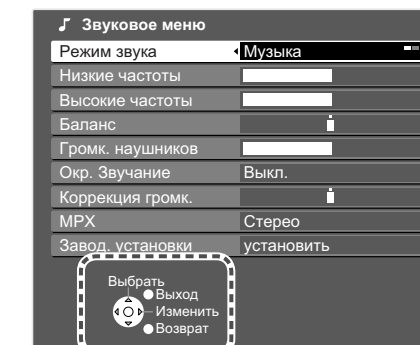 Звуковое меню
Режим звука Музыка
Низкие частоты
Высокие частоты
Баланс
Громк. наушников
Окр. Звучание Выкл.
Коррекция громк.
MPX Стерео
Завод. установки установить
Выбрать
Выход
Изменить
Возврат